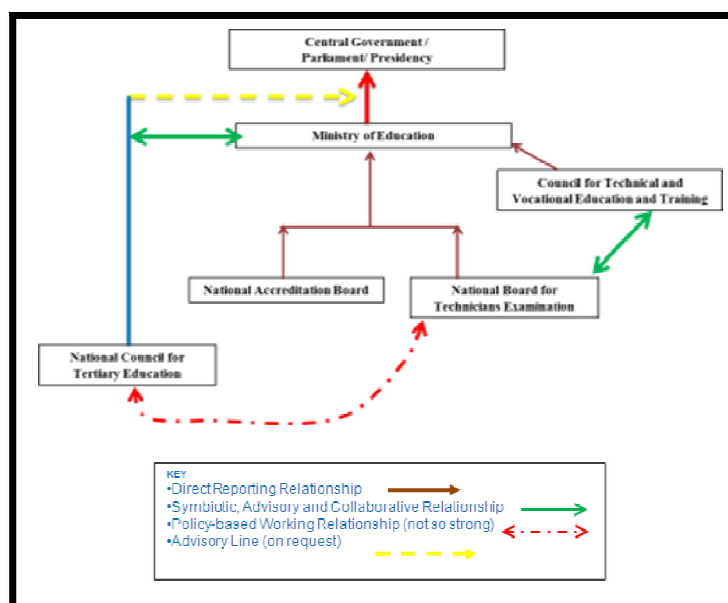 Central Government /
Parliament/ Presidency
Ministry of Education
Council for Technical and
Vocational Education and Training
National Accreditation Board
National Board for
Technicians Examination
National Council for
Tertiary Education
KEY
•Direct Reporting Relationship
•Symbiotic, Advisory and Collaborative Relationship
•Policy-based Working Relationship (not so strong)
•Advisory Line (on request)